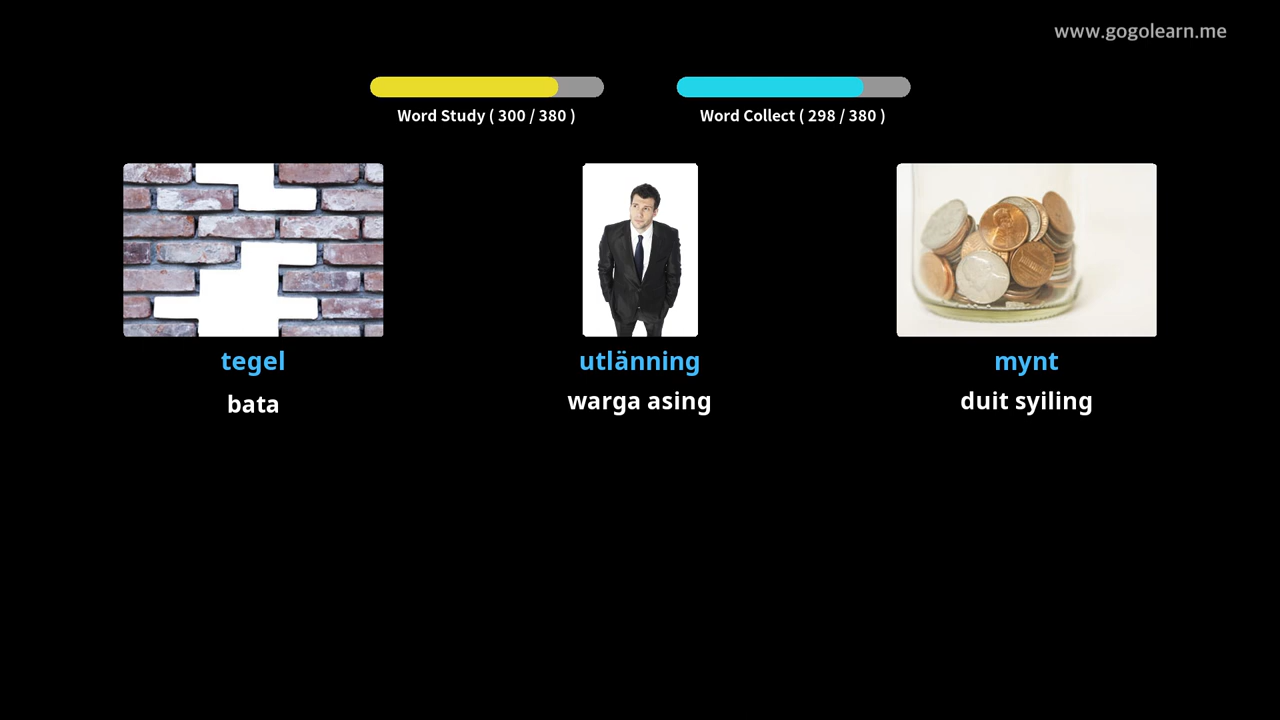 www.gogolearn.me
Word Study ( 300 / 380 )
Word Collect ( 298 / 380 )
tegel
bata
utlänning
warga asing
mynt
duit syiling